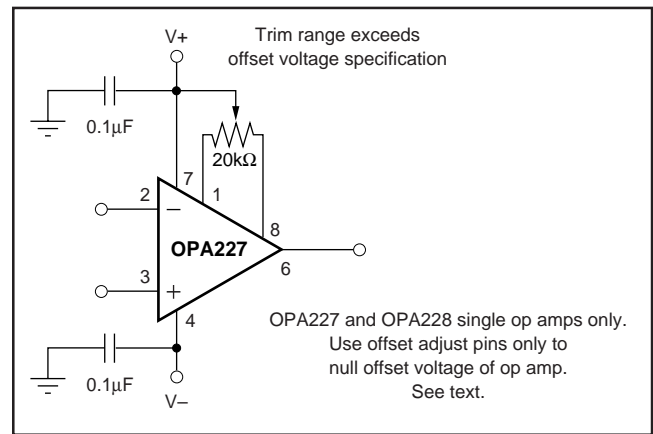 V+
Trim range exceeds
offset voltage specification
0.1µF
20kΩ
7
1
2
−
8
OPA227
6
3
+
4
OPA227 and OPA228 single op amps only.
Use offset adjust pins only to
null offset voltage of op amp.
See text.
0.1µF
V−